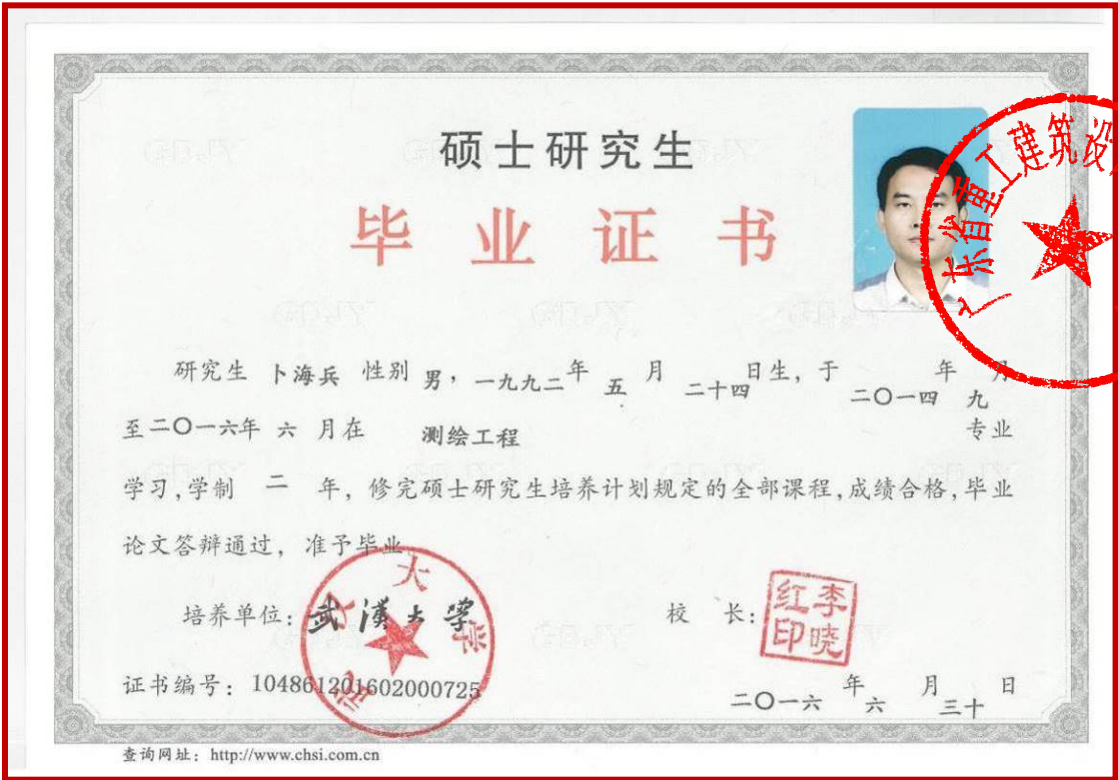 硕士研究生
毕业证书
广东省重工建筑设
研究生 卜海兵 性别 男，一九九二年 五 月 二十四日生，于 二〇一四年 九月
至二〇一六年 六 月在 测绘工程 专业
学习，学制 二 年，修完硕士研究生培养计划规定的全部课程，成绩合格，毕业
论文答辩通过，准予毕业
培养单位：武漢大学 校 长：李晓红印
武汉大学
证书编号：104861201602000725
二〇一六年 六月 三十日
查询网址：http://www.chsi.com.cn